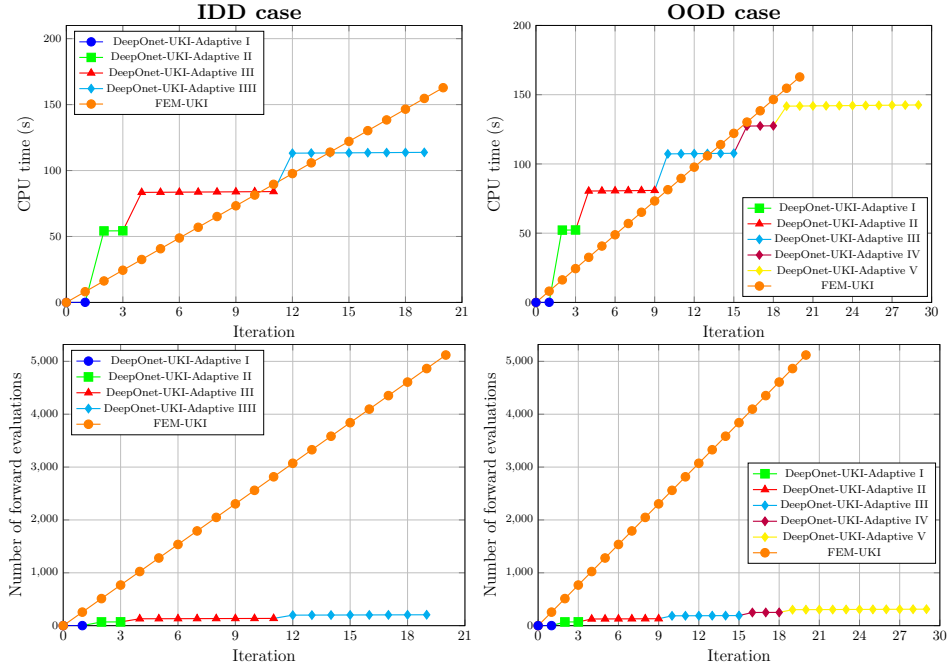 IDD case
OOD case
200
150
100
50
0
CPU time (s)
DeepOnet-UKI-Adaptive I
DeepOnet-UKI-Adaptive II
DeepOnet-UKI-Adaptive III
DeepOnet-UKI-Adaptive IIII
FEM-UKI
0 3 6 9 12 15 18 21
Iteration
200
150
100
50
0
CPU time (s)
DeepOnet-UKI-Adaptive I
DeepOnet-UKI-Adaptive II
DeepOnet-UKI-Adaptive III
DeepOnet-UKI-Adaptive IV
DeepOnet-UKI-Adaptive V
FEM-UKI
0 3 6 9 12 15 18 21 24 27 30
Iteration
5,000
4,000
3,000
2,000
1,000
0
Number of forward evaluations
DeepOnet-UKI-Adaptive I
DeepOnet-UKI-Adaptive II
DeepOnet-UKI-Adaptive III
DeepOnet-UKI-Adaptive IIII
FEM-UKI
0 3 6 9 12 15 18 21
Iteration
5,000
4,000
3,000
2,000
1,000
0
Number of forward evaluations
DeepOnet-UKI-Adaptive I
DeepOnet-UKI-Adaptive II
DeepOnet-UKI-Adaptive III
DeepOnet-UKI-Adaptive IV
DeepOnet-UKI-Adaptive V
FEM-UKI
0 3 6 9 12 15 18 21 24 27 30
Iteration